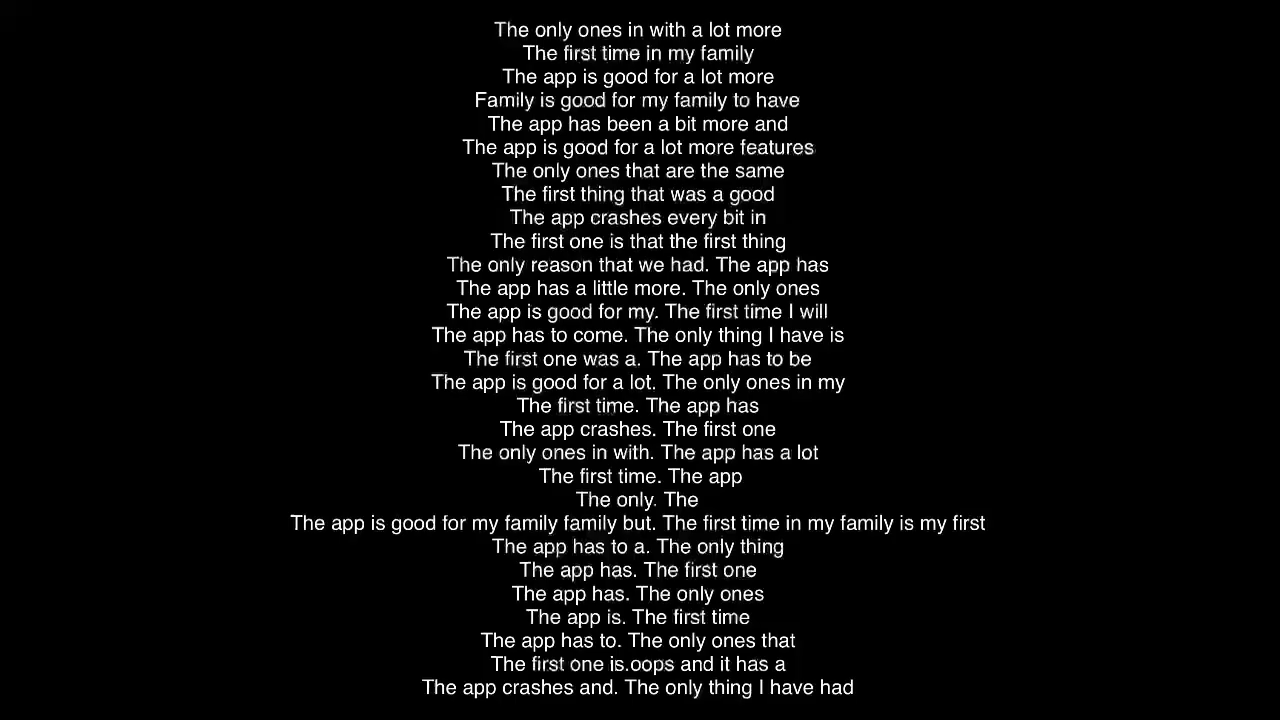 The only ones in with a lot more
The first time in my family
The app is good for a lot more
Family is good for my family to have
The app has been a bit more and
The app is good for a lot more features
The only ones that are the same
The first thing that was a good
The app crashes every bit in
The first one is that the first thing
The only reason that we had. The app has
The app has a little more. The only ones
The app is good for my. The first time I will
The app has to come. The only thing I have is
The first one was a. The app has to be
The app is good for a lot. The only ones in my
The first time. The app has
The app crashes. The first one
The only ones in with. The app has a lot
The first time. The app
The only. The
The app is good for my family family but. The first time in my family is my first
The app has to a. The only thing
The app has. The first one
The app has. The only ones
The app is. The first time
The app has to. The only ones that
The first one is.oops and it has a
The app crashes and. The only thing I have had